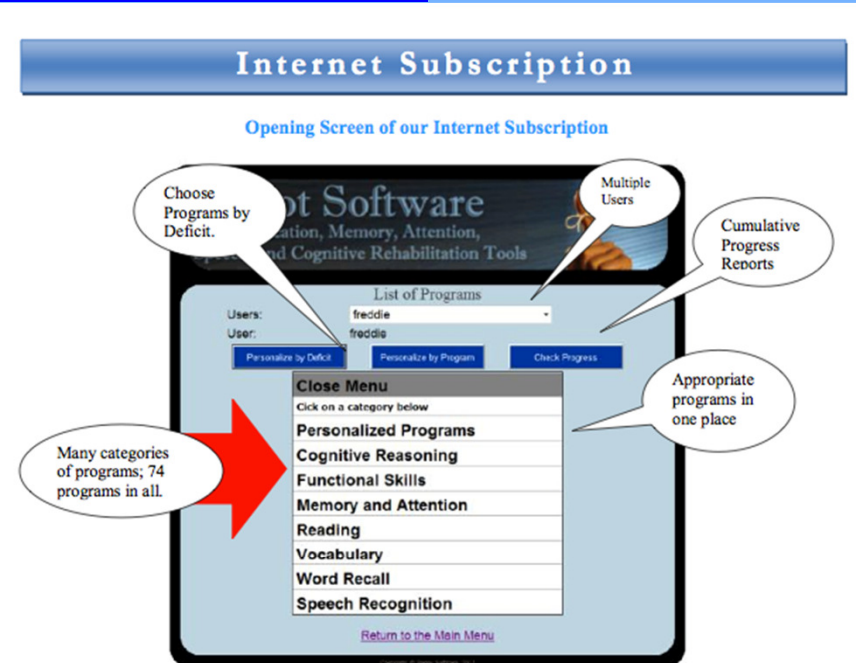 Internet Subscription
Opening Screen of our Internet Subscription
Choose
Programs by
Deficit.
Multiple
Users
Cumulative
Progress
Reports
Software
Memory, Attention,
Cognitive Rehabilitation Tools
List of Programs
Users: freddie
User: freddie
Personalize by Deficit Personalize by Program Check Progress
Close Menu
Cick on a category below
Personalized Programs
Cognitive Reasoning
Functional Skills
Memory and Attention
Reading
Vocabulary
Word Recall
Speech Recognition
Appropriate
programs in
one place
Many categories
of programs; 74
programs in all.
Return to the Main Menu